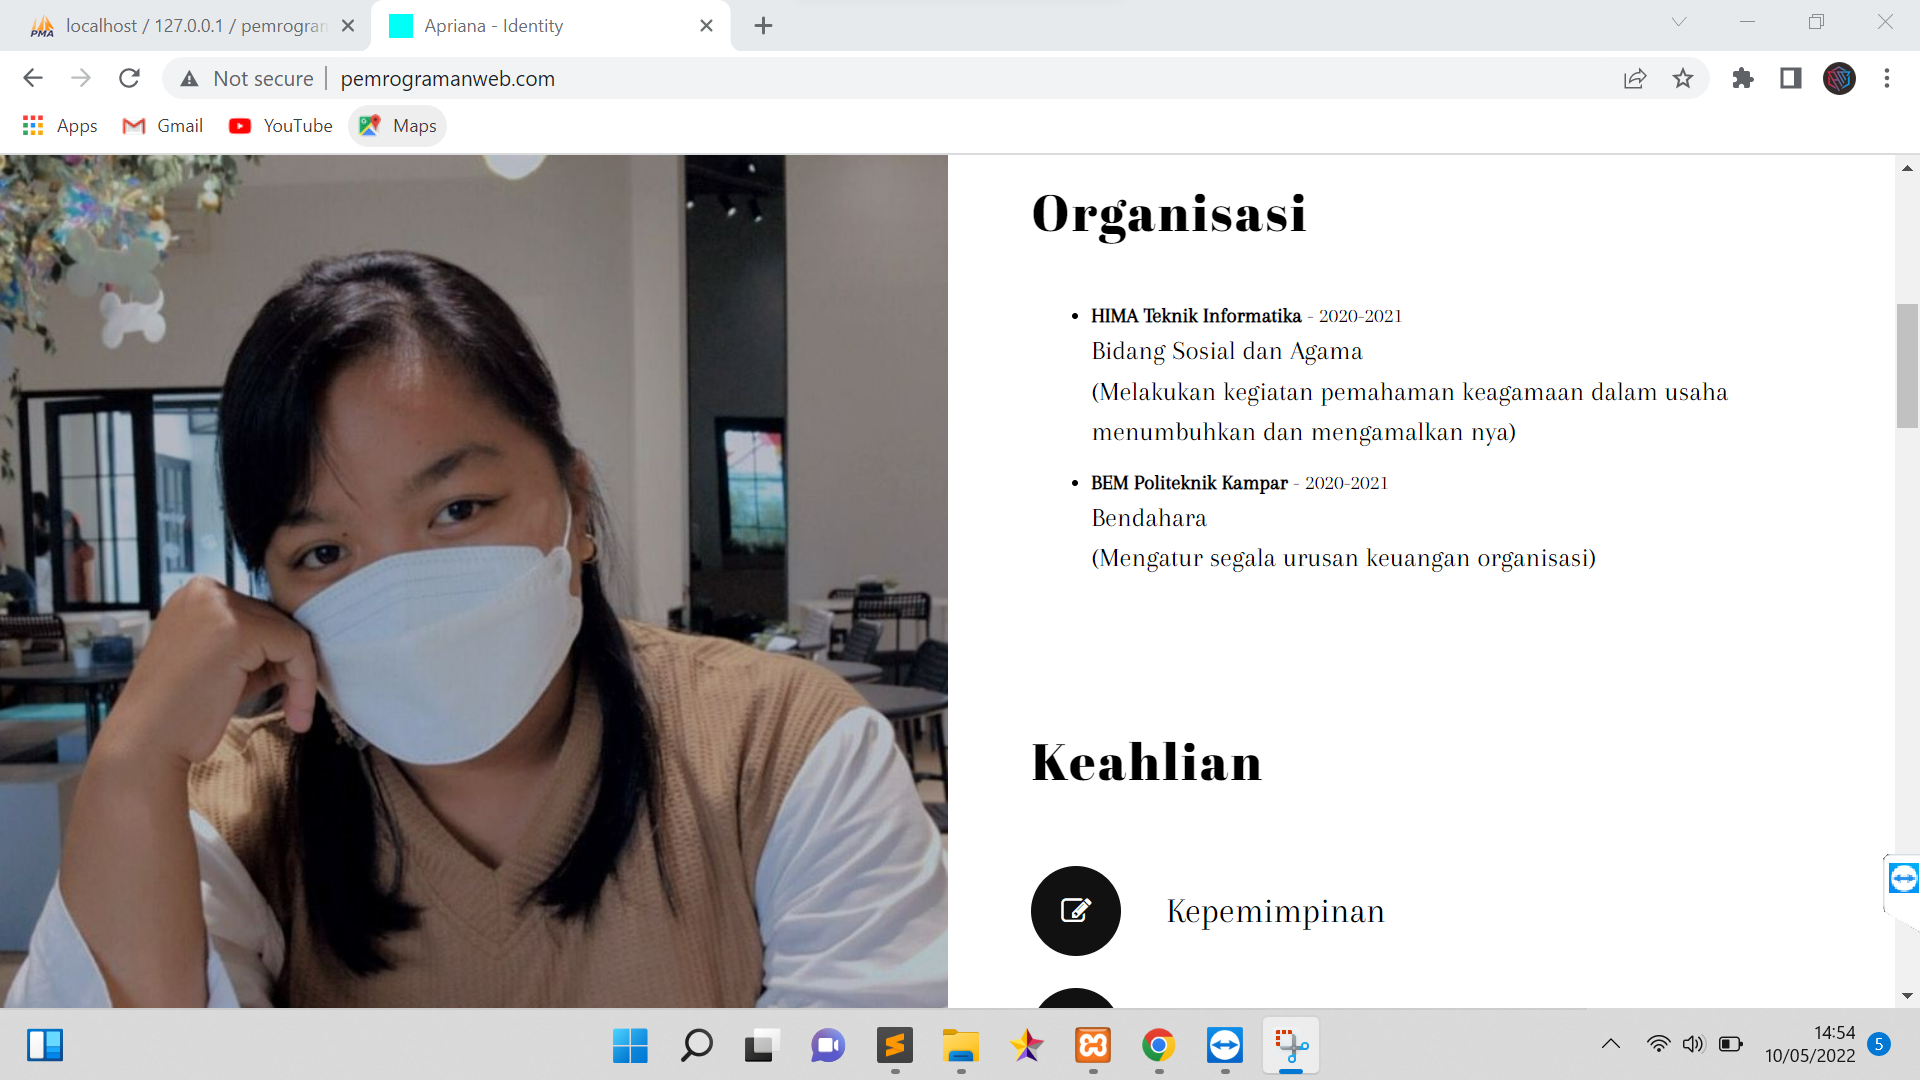 PMA
localhost / 127.0.0.1 / pemrogran
Apriana - Identity
Not secure
pemrogramanweb.com
Apps
Gmail
YouTube
Maps
Organisasi
HIMA Teknik Informatika - 2020-2021
Bidang Sosial dan Agama
(Melakukan kegiatan pemahaman keagamaan dalam usaha
menumbuhkan dan mengamalkan nya)
BEM Politeknik Kampar - 2020-2021
Bendahara
(Mengatur segala urusan keuangan organisasi)
Keahlian
Kepemimpinan
14:54
10/05/2022
5